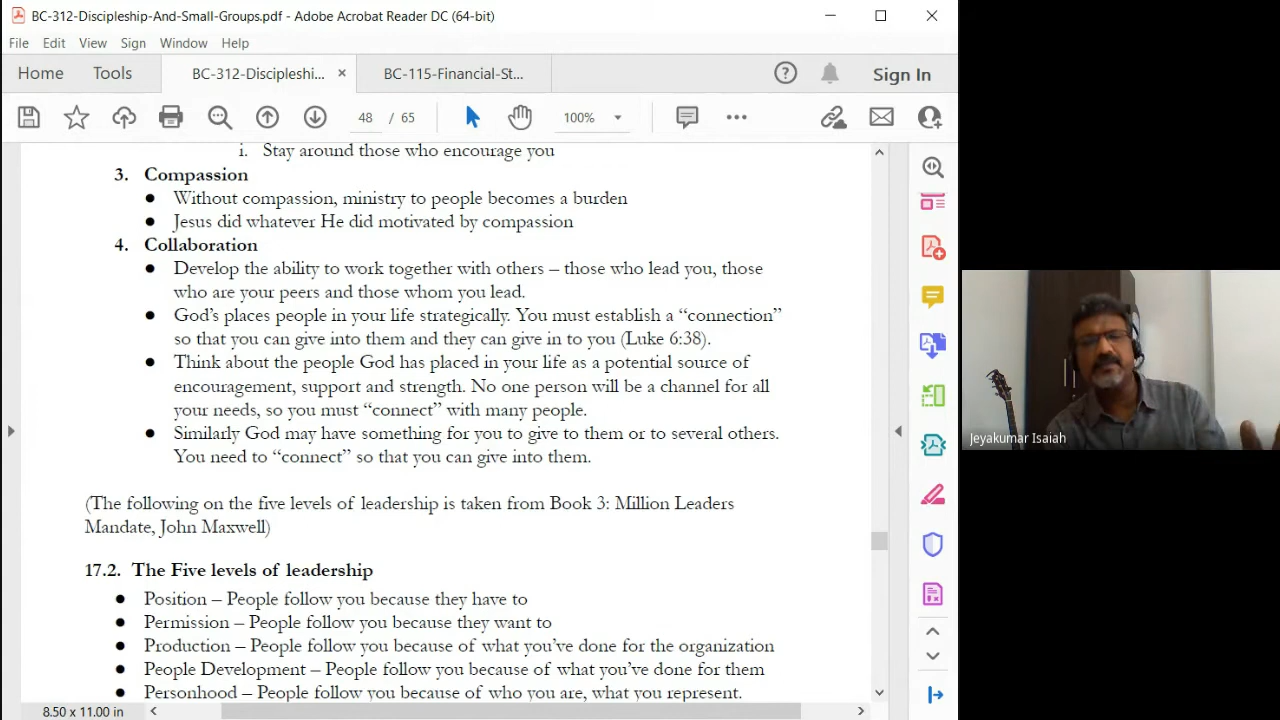 BC-312-Discipleship-And-Small-Groups.pdf - Adobe Acrobat Reader DC (64-bit)
File Edit View Sign Window Help
Home Tools BC-312-Discipleshi... × BC-115-Financial-St... Sign In
48 / 65 100%
i. Stay around those who encourage you
3. Compassion
● Without compassion, ministry to people becomes a burden
● Jesus did whatever He did motivated by compassion
4. Collaboration
● Develop the ability to work together with others – those who lead you, those
who are your peers and those whom you lead.
● God's places people in your life strategically. You must establish a “connection”
so that you can give into them and they can give in to you (Luke 6:38).
● Think about the people God has placed in your life as a potential source of
encouragement, support and strength. No one person will be a channel for all
your needs, so you must “connect” with many people.
● Similarly God may have something for you to give to them or to several others.
You need to “connect” so that you can give into them.
(The following on the five levels of leadership is taken from Book 3: Million Leaders
Mandate, John Maxwell)
17.2. The Five levels of leadership
● Position – People follow you because they have to
● Permission – People follow you because they want to
● Production – People follow you because of what you've done for the organization
● People Development – People follow you because of what you've done for them
● Personhood – People follow you because of who you are, what you represent.
8.50 x 11.00 in
Jeyakumar Isaiah